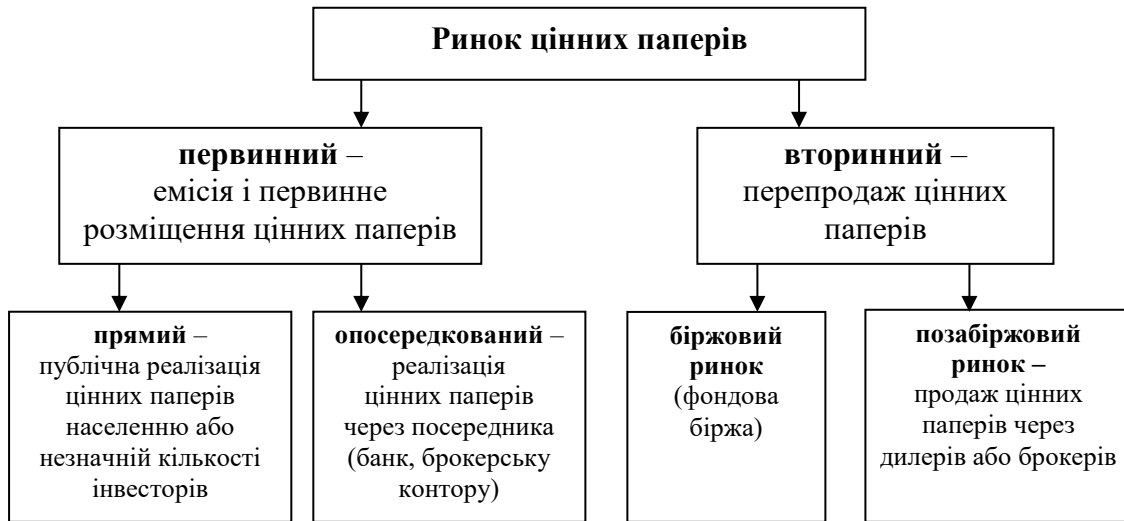 Ринок цінних паперів
первинний –
емісія і первинне
розміщення цінних паперів
вторинний –
перепродаж цінних
паперів
прямий –
публічна реалізація
цінних паперів
населенню або
незначній кількості
інвесторів
опосередкований –
реалізація
цінних паперів
через посередника
(банк, брокерську
контору)
біржовий
ринок
(фондова
біржа)
позабіржовий
ринок –
продаж цінних
паперів через
дилерів або брокерів